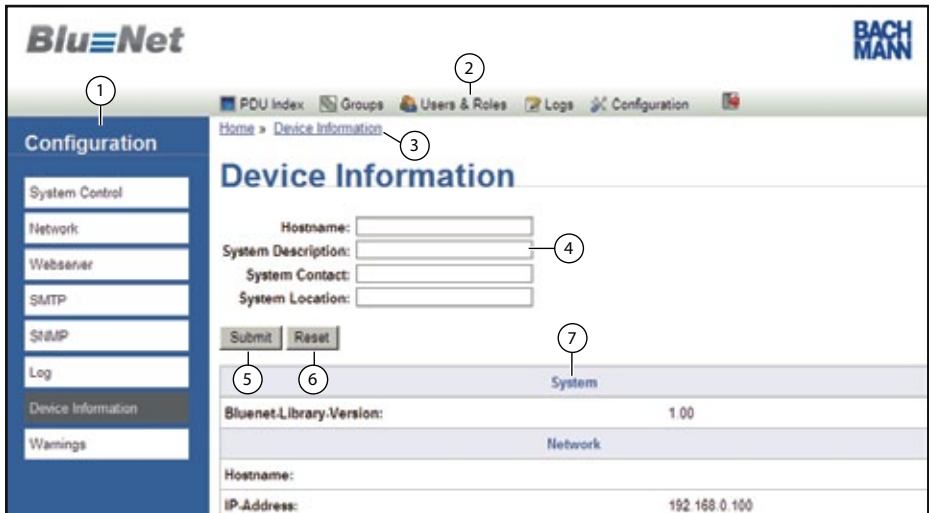 BlueNet
BACH
MANN
2
1
PDU Index Groups Users & Roles Logs Configuration
Home » Device Information
3
Configuration
Device Information
System Control
Network
Webserver
SMTP
SNMP
Log
Device Information
Warnings
Hostname:
System Description:
4
System Contact:
System Location:
Submit Reset
5
6
7
System
Bluenet-Library-Version: 1.00
Network
Hostname:
IP-Address: 192.168.0.100